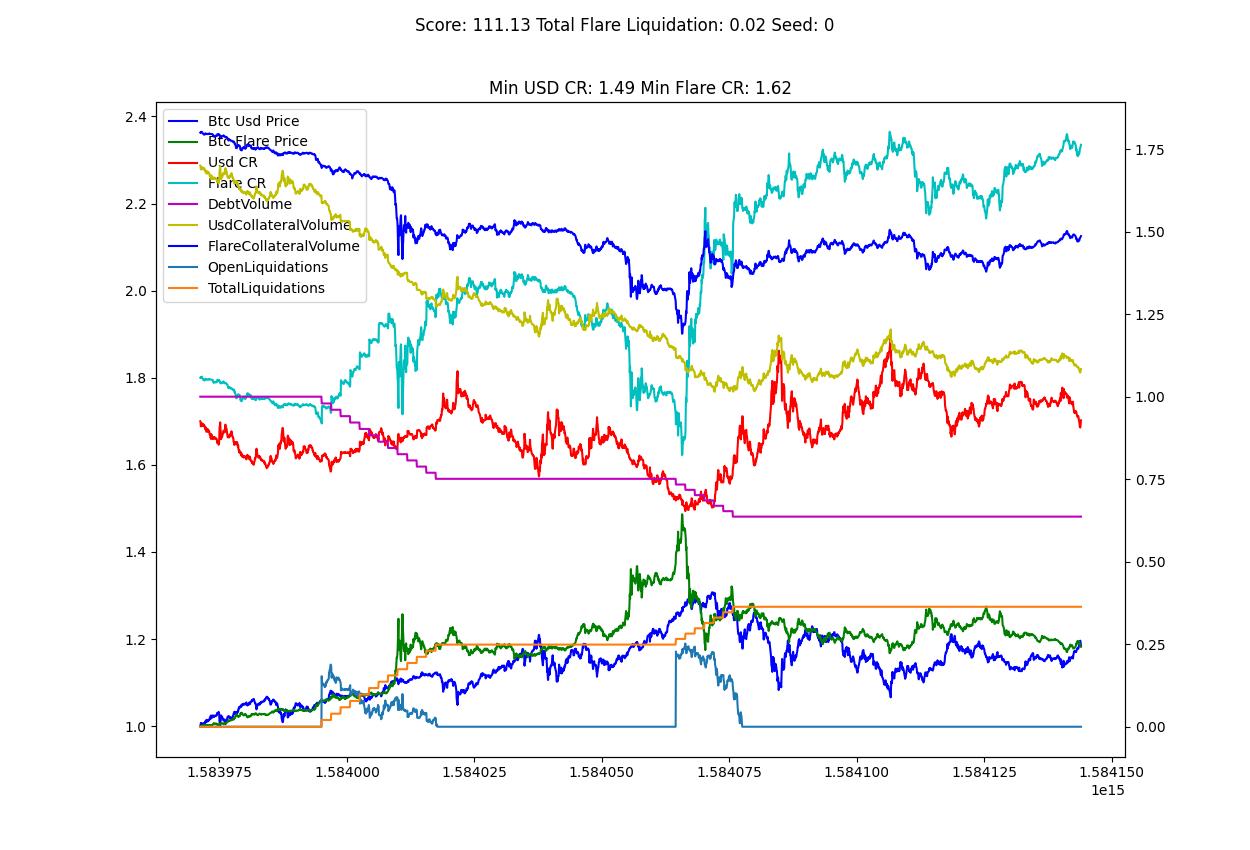 Score: 111.13 Total Flare Liquidation: 0.02 Seed: 0
Min USD CR: 1.49 Min Flare CR: 1.62
Btc Usd Price
Btc Flare Price
Usd CR
Flare CR
DebtVolume
UsdCollateralVolume
FlareCollateralVolume
OpenLiquidations
TotalLiquidations
2.4
2.2
2.0
1.8
1.6
1.4
1.2
1.0
1.75
1.50
1.25
1.00
0.75
0.50
0.25
0.00
1.583975 1.584000 1.584025 1.584050 1.584075 1.584100 1.584125 1.584150
1e15